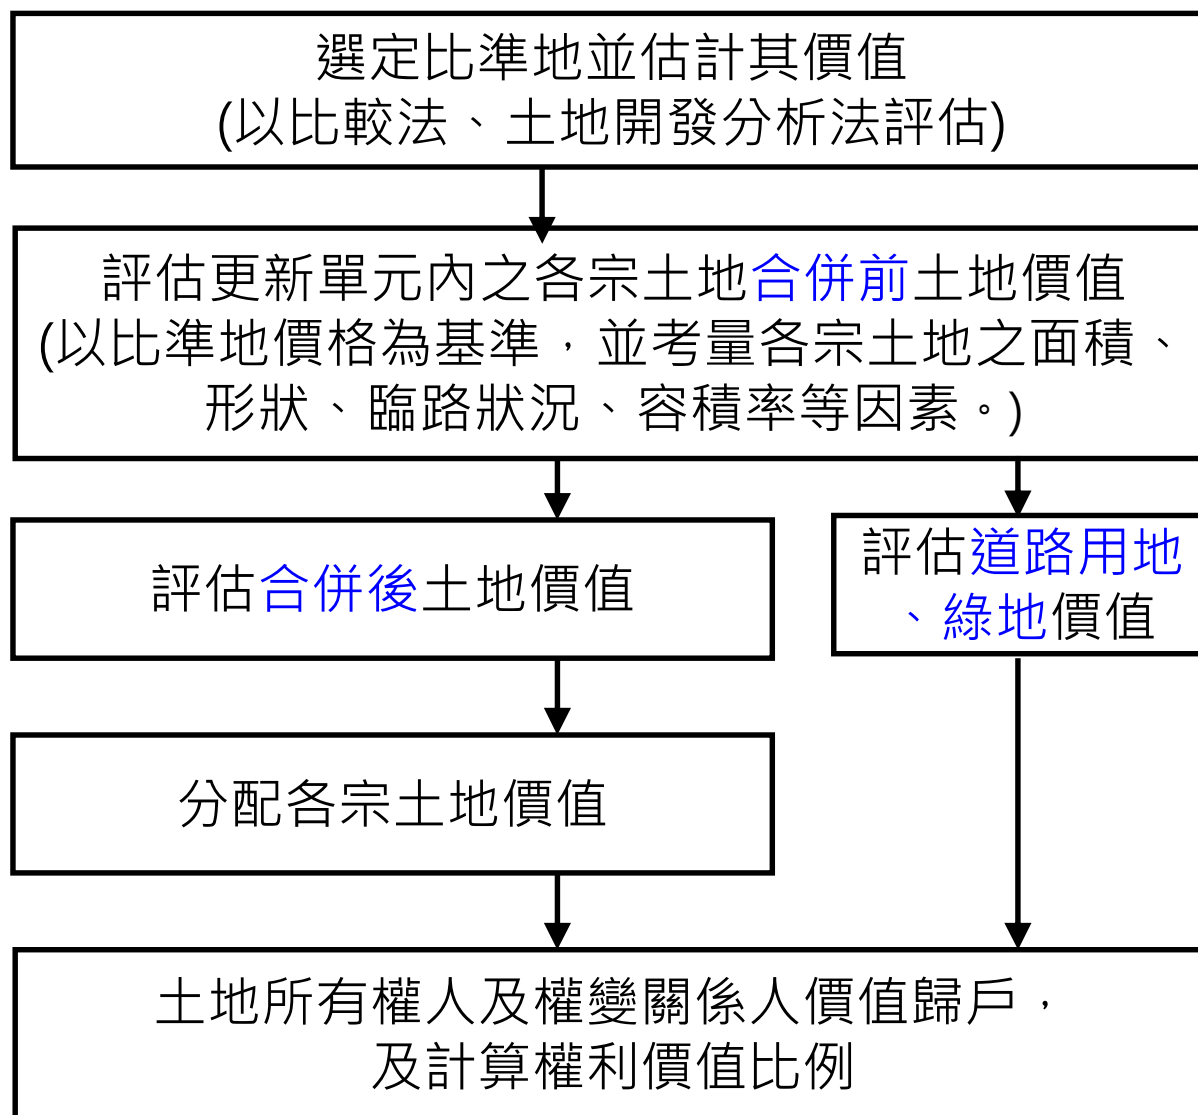 選定比準地並估計其價值
(以比較法、土地開發分析法評估)
評估更新單元內之各宗土地合併前土地價值
(以比準地價格為基準，並考量各宗土地之面積、
形狀、臨路狀況、容積率等因素。)
評估合併後土地價值
評估道路用地
、綠地價值
分配各宗土地價值
土地所有權人及權變關係人價值歸戶，
及計算權利價值比例